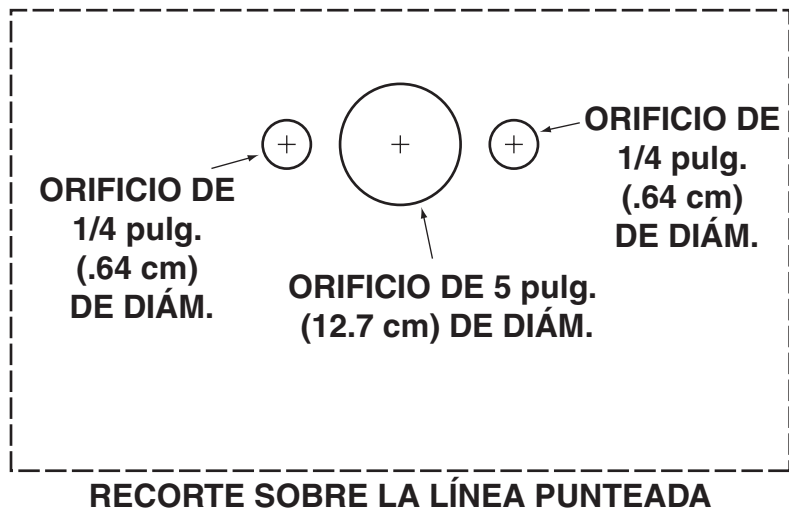 ORIFICIO DE
1/4 pulg.
(.64 cm)
DE DIÁM.
ORIFICIO DE 5 pulg.
(12.7 cm) DE DIÁM.
ORIFICIO DE
1/4 pulg.
(.64 cm)
DE DIÁM.
RECORTE SOBRE LA LÍNEA PUNTEADA